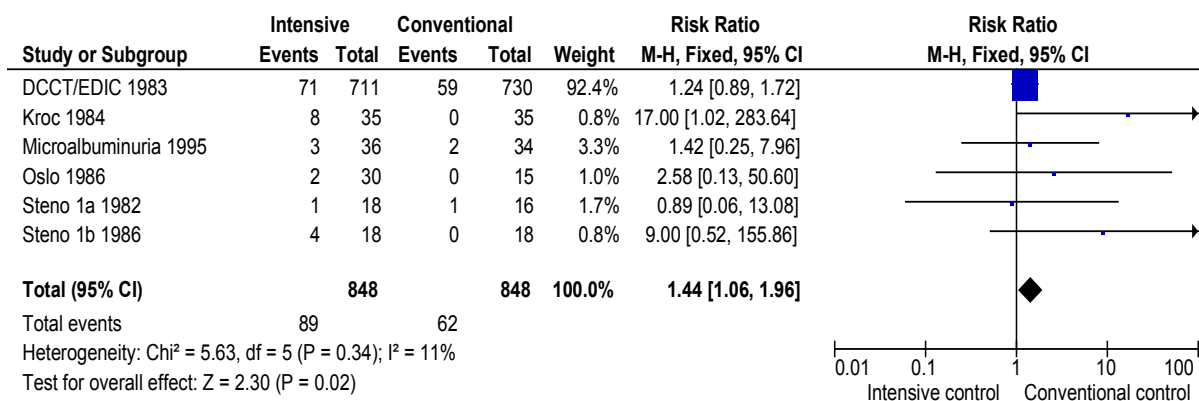 Intensive Conventional Risk Ratio Risk Ratio
Study or Subgroup Events Total Events Total Weight M-H, Fixed, 95% CI M-H, Fixed, 95% CI
DCCT/EDIC 1983 71 711 59 730 92.4% 1.24 [0.89, 1.72]
Kroc 1984 8 35 0 35 0.8% 17.00 [1.02, 283.64]
Microalbuminuria 1995 3 36 2 34 3.3% 1.42 [0.25, 7.96]
Oslo 1986 2 30 0 15 1.0% 2.58 [0.13, 50.60]
Steno 1a 1982 1 18 1 16 1.7% 0.89 [0.06, 13.08]
Steno 1b 1986 4 18 0 18 0.8% 9.00 [0.52, 155.86]
Total (95% CI) 848 848 100.0% 1.44 [1.06, 1.96]
Total events 89 62
Heterogeneity: Chi² = 5.63, df = 5 (P = 0.34); I² = 11%
Test for overall effect: Z = 2.30 (P = 0.02)
0.01 0.1 1 10 100
Intensive control Conventional control